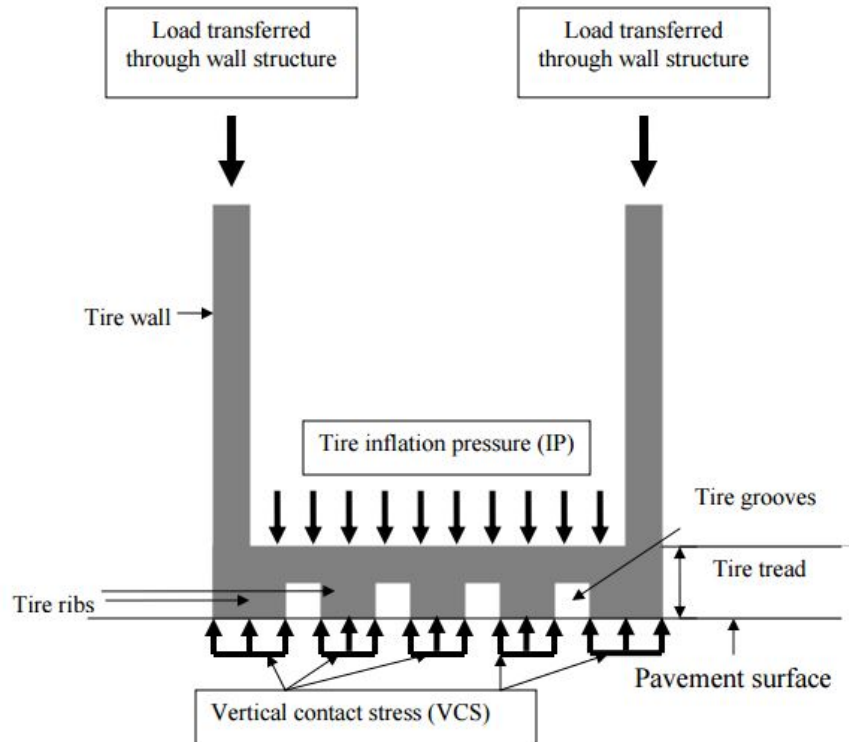 Load transferred
through wall structure
Load transferred
through wall structure
Tire wall
Tire inflation pressure (IP)
Tire grooves
Tire tread
Tire ribs
Pavement surface
Vertical contact stress (VCS)